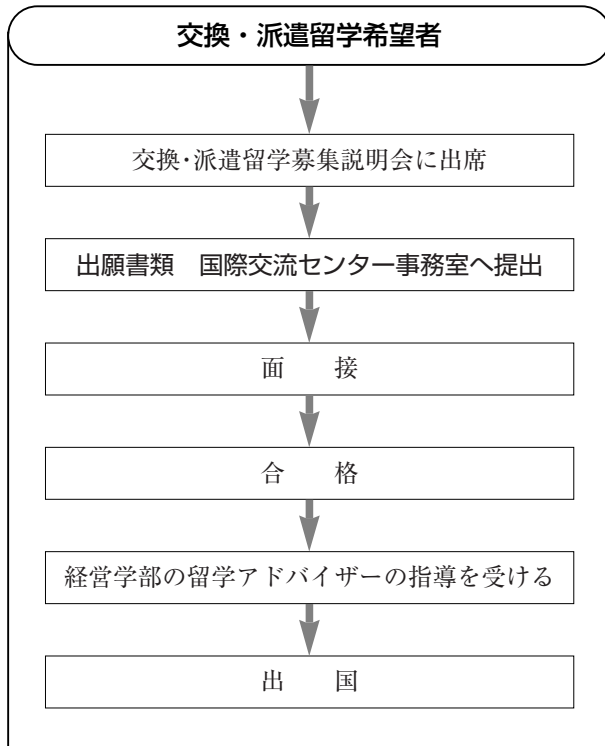 交換・派遣留学希望者
交換・派遣留学募集説明会に出席
出願書類　国際交流センター事務室へ提出
面　　接
合　　格
経営学部の留学アドバイザーの指導を受ける
出　　国